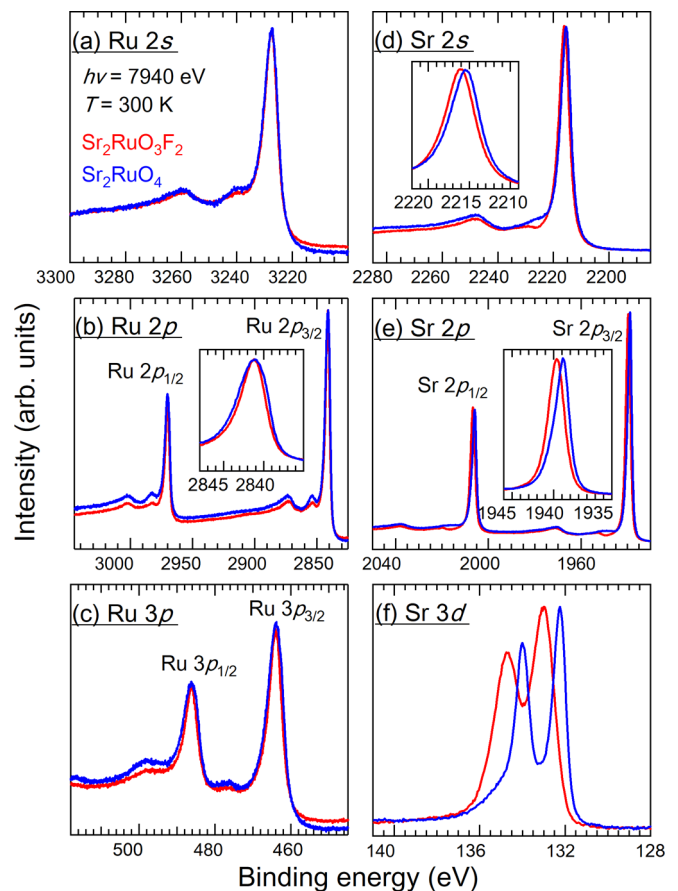 (a) Ru 2s
hν = 7940 eV
T = 300 K
Sr₂RuO₃F₂
Sr₂RuO₄
3300 3280 3260 3240 3220
(b) Ru 2p
Ru 2p₃/₂
Ru 2p₁/₂
2845 2840
3000 2950 2900 2850
(c) Ru 3p
Ru 3p₃/₂
Ru 3p₁/₂
500 480 460
(d) Sr 2s
2220 2215 2210
2280 2260 2240 2220 2200
(e) Sr 2p
Sr 2p₃/₂
Sr 2p₁/₂
1945 1940 1935
2040 2000 1960
(f) Sr 3d
140 136 132 128
Intensity (arb. units)
Binding energy (eV)